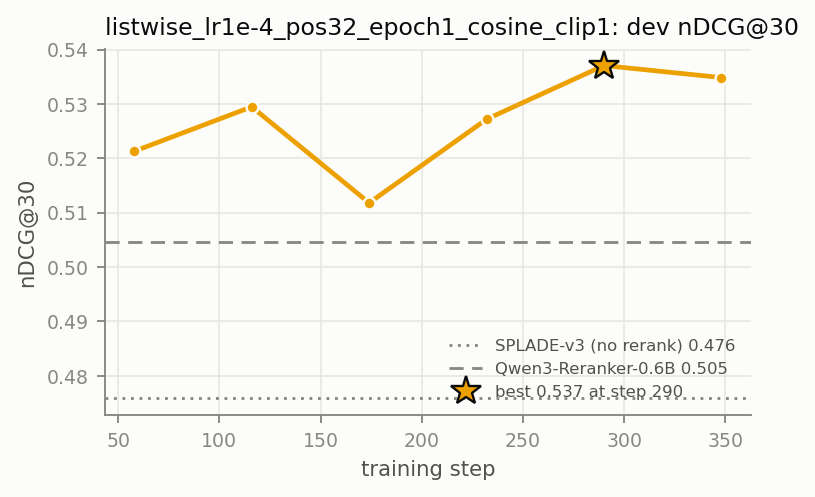 listwise_lr1e-4_pos32_epoch1_cosine_clip1: dev nDCG@30
nDCG@30
0.54
0.53
0.52
0.51
0.50
0.49
0.48
SPLADE-v3 (no rerank) 0.476
Qwen3-Reranker-0.6B 0.505
best 0.537 at step 290
50 100 150 200 250 300 350
training step